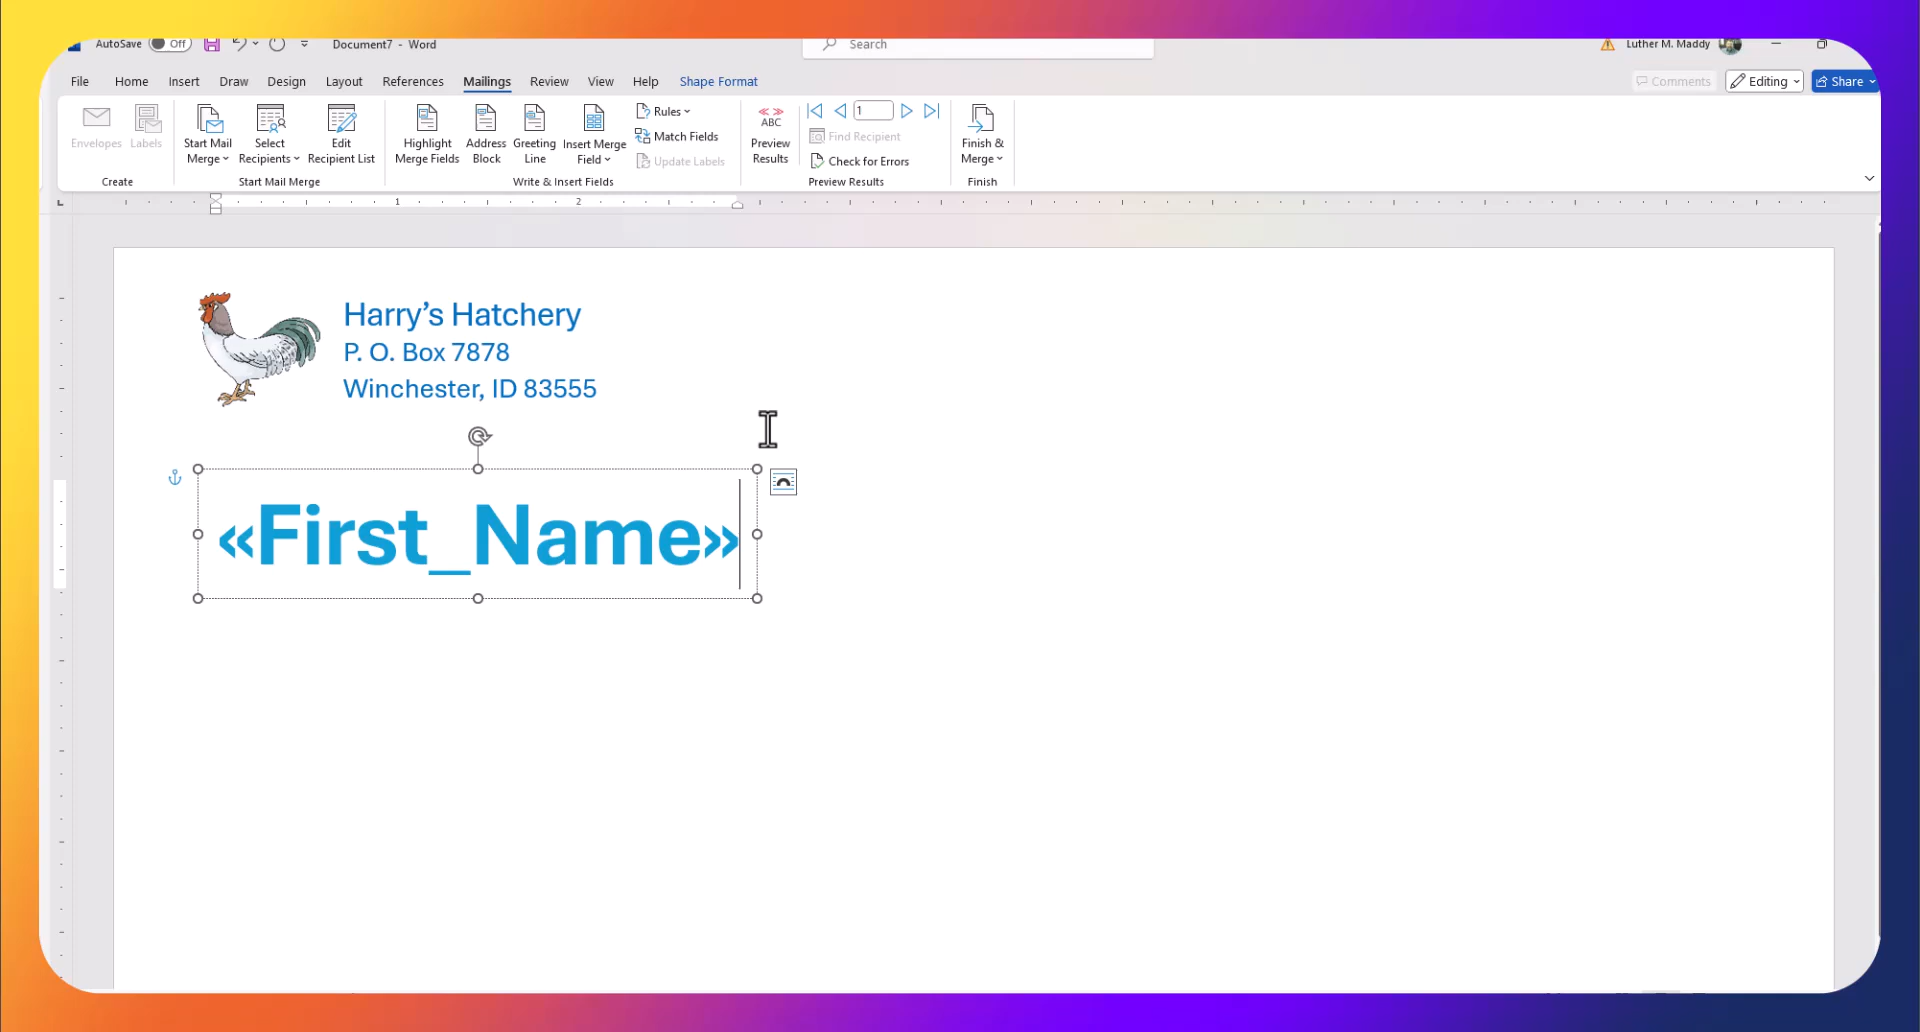 AutoSave Off Document7 - Word Search Luther M. Maddy
File Home Insert Draw Design Layout References Mailings Review View Help Shape Format Comments Editing Share
Envelopes Labels
Create
Start Mail Merge
Select Recipients
Edit Recipient List
Start Mail Merge
Highlight Merge Fields
Address Block
Greeting Line
Insert Merge Field
Rules
Match Fields
Update Labels
Write & Insert Fields
ABC
Preview Results
1
Find Recipient
Check for Errors
Preview Results
Finish & Merge
Finish
1 2
Harry’s Hatchery
P. O. Box 7878
Winchester, ID 83555
«First_Name»